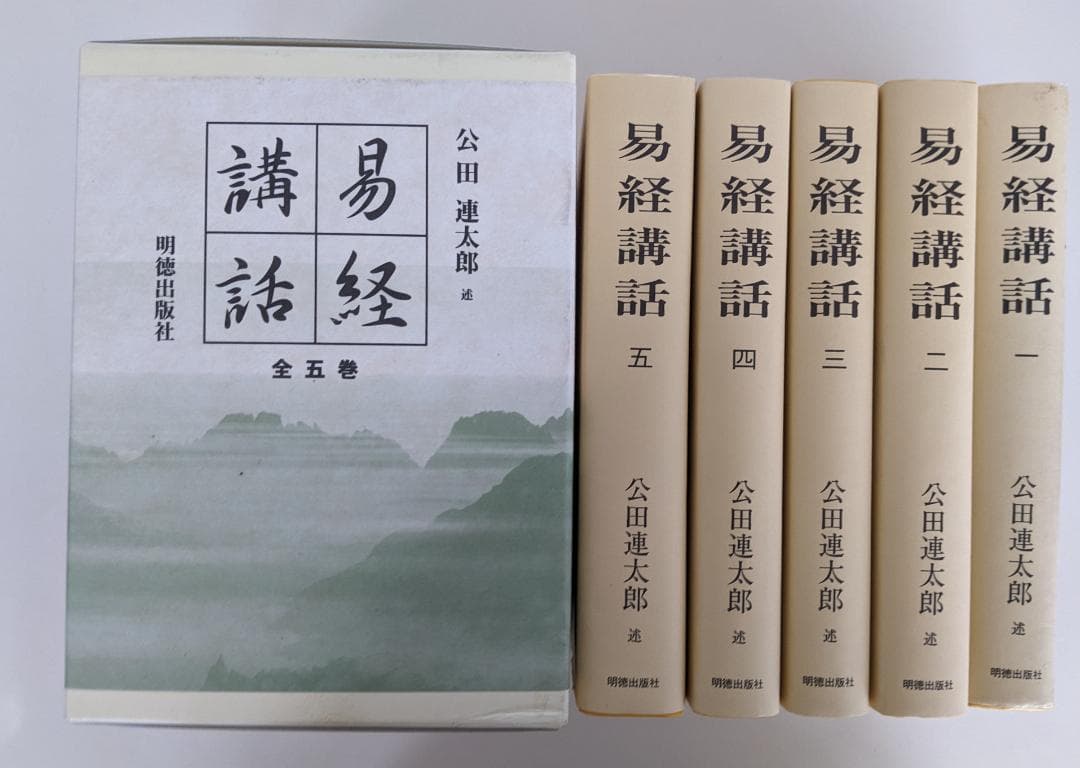 公田連太郎 述
易経
講話
全五巻
明徳出版社
易経講話 五 公田連太郎 述
明徳出版社
易経講話 四 公田連太郎 述
明徳出版社
易経講話 三 公田連太郎 述
明徳出版社
易経講話 二 公田連太郎 述
明徳出版社
易経講話 一 公田連太郎 述
明徳出版社